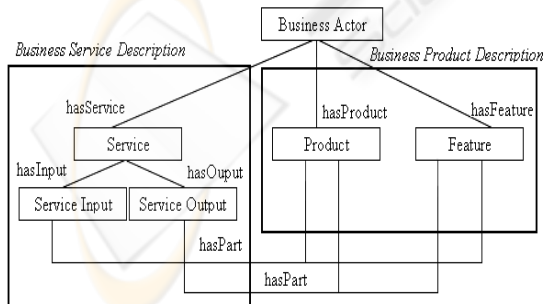 Business Actor
Business Service Description
Business Product Description
hasService
hasProduct
hasFeature
Service
Product
Feature
hasInput
hasOuput
Service Input
Service Output
hasPart
hasPart